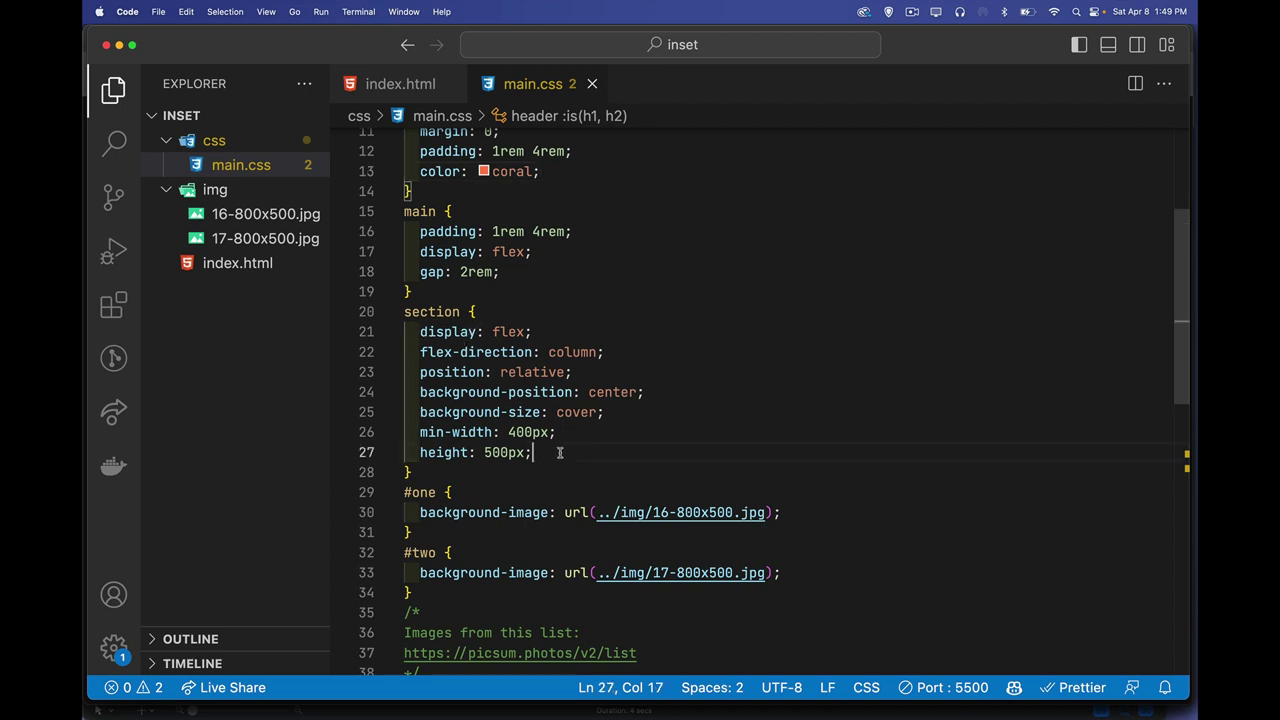 Code File Edit Selection View Go Run Terminal Window Help Sat Apr 8 1:49 PM
inset
EXPLORER ··· index.html main.css 2 ···
INSET css > main.css > header :is(h1, h2)
css
main.css 2
img
16-800x500.jpg
17-800x500.jpg
index.html
11 margin: 0;
12 padding: 1rem 4rem;
13 color: coral;
14 }
15 main {
16 padding: 1rem 4rem;
17 display: flex;
18 gap: 2rem;
19 }
20 section {
21 display: flex;
22 flex-direction: column;
23 position: relative;
24 background-position: center;
25 background-size: cover;
26 min-width: 400px;
27 height: 500px;
28 }
29 #one {
30 background-image: url(../img/16-800x500.jpg);
31 }
32 #two {
33 background-image: url(../img/17-800x500.jpg);
34 }
35 /*
36 Images from this list:
37 https://picsum.photos/v2/list
38 */
OUTLINE
TIMELINE
1
0 2 Live Share Ln 27, Col 17 Spaces: 2 UTF-8 LF CSS Port : 5500 Prettier
Duration: 4 secs